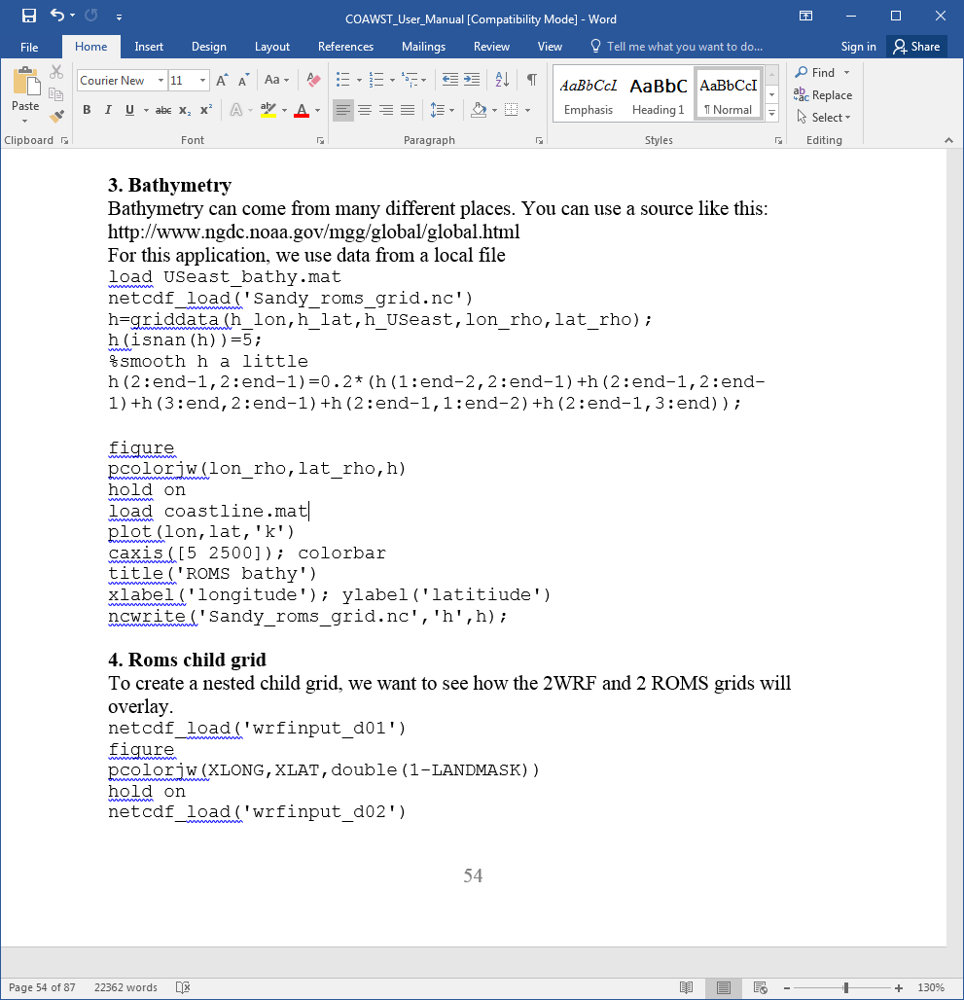 COAWST_User_Manual [Compatibility Mode] - Word
File Home Insert Design Layout References Mailings Review View Tell me what you want to do... Sign in Share
Paste
Courier New 11 A A Aa A
B I U abc x₂ x² A ab A
A↓Z ¶
AaBbCcI AaBbC AaBbCcI
Emphasis Heading 1 ¶ Normal
Find
Replace
Select
Clipboard Font Paragraph Styles Editing
3. Bathymetry
Bathymetry can come from many different places. You can use a source like this:
http://www.ngdc.noaa.gov/mgg/global/global.html
For this application, we use data from a local file
load USeast_bathy.mat
netcdf_load('Sandy_roms_grid.nc')
h=griddata(h_lon,h_lat,h_USeast,lon_rho,lat_rho);
h(isnan(h))=5;
%smooth h a little
h(2:end-1,2:end-1)=0.2*(h(1:end-2,2:end-1)+h(2:end-1,2:end-
1)+h(3:end,2:end-1)+h(2:end-1,1:end-2)+h(2:end-1,3:end));
figure
pcolorjw(lon_rho,lat_rho,h)
hold on
load coastline.mat
plot(lon,lat,'k')
caxis([5 2500]); colorbar
title('ROMS bathy')
xlabel('longitude'); ylabel('latitiude')
ncwrite('Sandy_roms_grid.nc','h',h);
4. Roms child grid
To create a nested child grid, we want to see how the 2WRF and 2 ROMS grids will
overlay.
netcdf_load('wrfinput_d01')
figure
pcolorjw(XLONG,XLAT,double(1-LANDMASK))
hold on
netcdf_load('wrfinput_d02')
54
Page 54 of 87 22362 words 130%